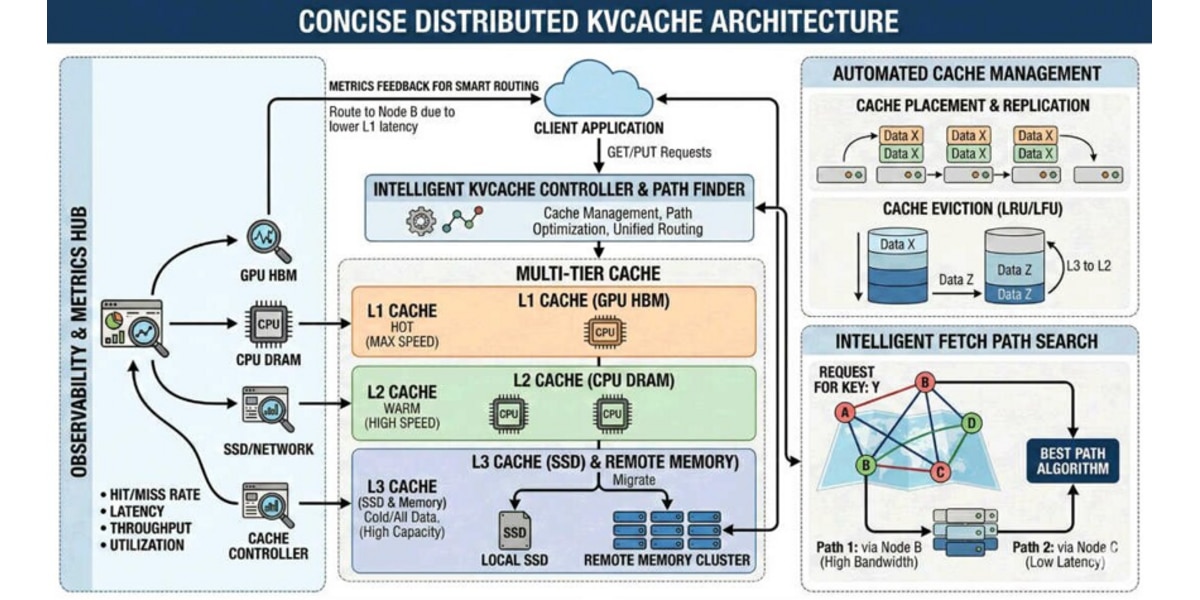 CONCISE DISTRIBUTED KVCACHE ARCHITECTURE
OBSERVABILITY & METRICS HUB
GPU HBM
CPU
CPU DRAM
SSD/NETWORK
CACHE
CONTROLLER
• HIT/MISS RATE
• LATENCY
• THROUGHPUT
• UTILIZATION
METRICS FEEDBACK FOR SMART ROUTING
Route to Node B due to
lower L1 latency
CLIENT APPLICATION
GET/PUT Requests
INTELLIGENT KVCACHE CONTROLLER & PATH FINDER
Cache Management, Path
Optimization, Unified Routing
MULTI-TIER CACHE
L1 CACHE
HOT
(MAX SPEED)
L1 CACHE (GPU HBM)
CPU
L2 CACHE
WARM
(HIGH SPEED)
L2 CACHE (CPU DRAM)
CPU
CPU
L3 CACHE
(SSD & Memory)
Cold/All Data.
(High Capacity)
L3 CACHE (SSD) & REMOTE MEMORY)
Migrate
SSD
LOCAL SSD
REMOTE MEMORY CLUSTER
AUTOMATED CACHE MANAGEMENT
CACHE PLACEMENT & REPLICATION
Data X
Data X
Data X
Data X
Data X
Data X
CACHE EVICTION (LRU/LFU)
Data X
Data Z
Data Z
Data Z
L3 to L2
INTELLIGENT FETCH PATH SEARCH
REQUEST
FOR KEY: Y
A
B
D
B
C
BEST PATH
ALGORITHM
Path 1: via Node B
(High Bandwidth)
Path 2: via Node C
(Low Latency)